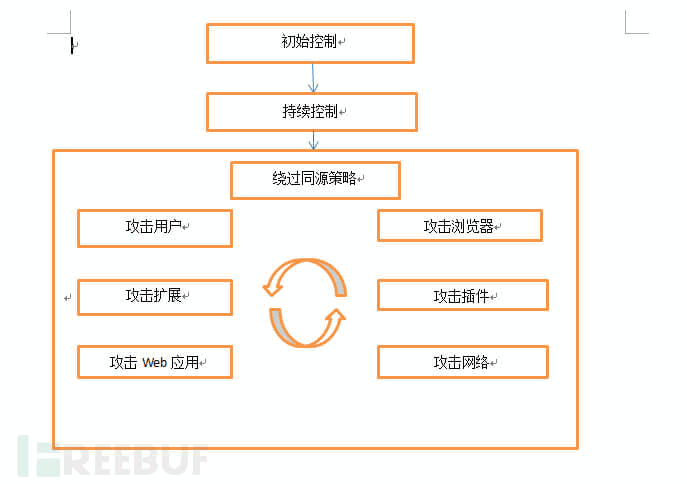 初始控制
持续控制
绕过同源策略
攻击用户
攻击浏览器
攻击扩展
攻击插件
攻击 Web 应用
攻击网络
FREEBUF